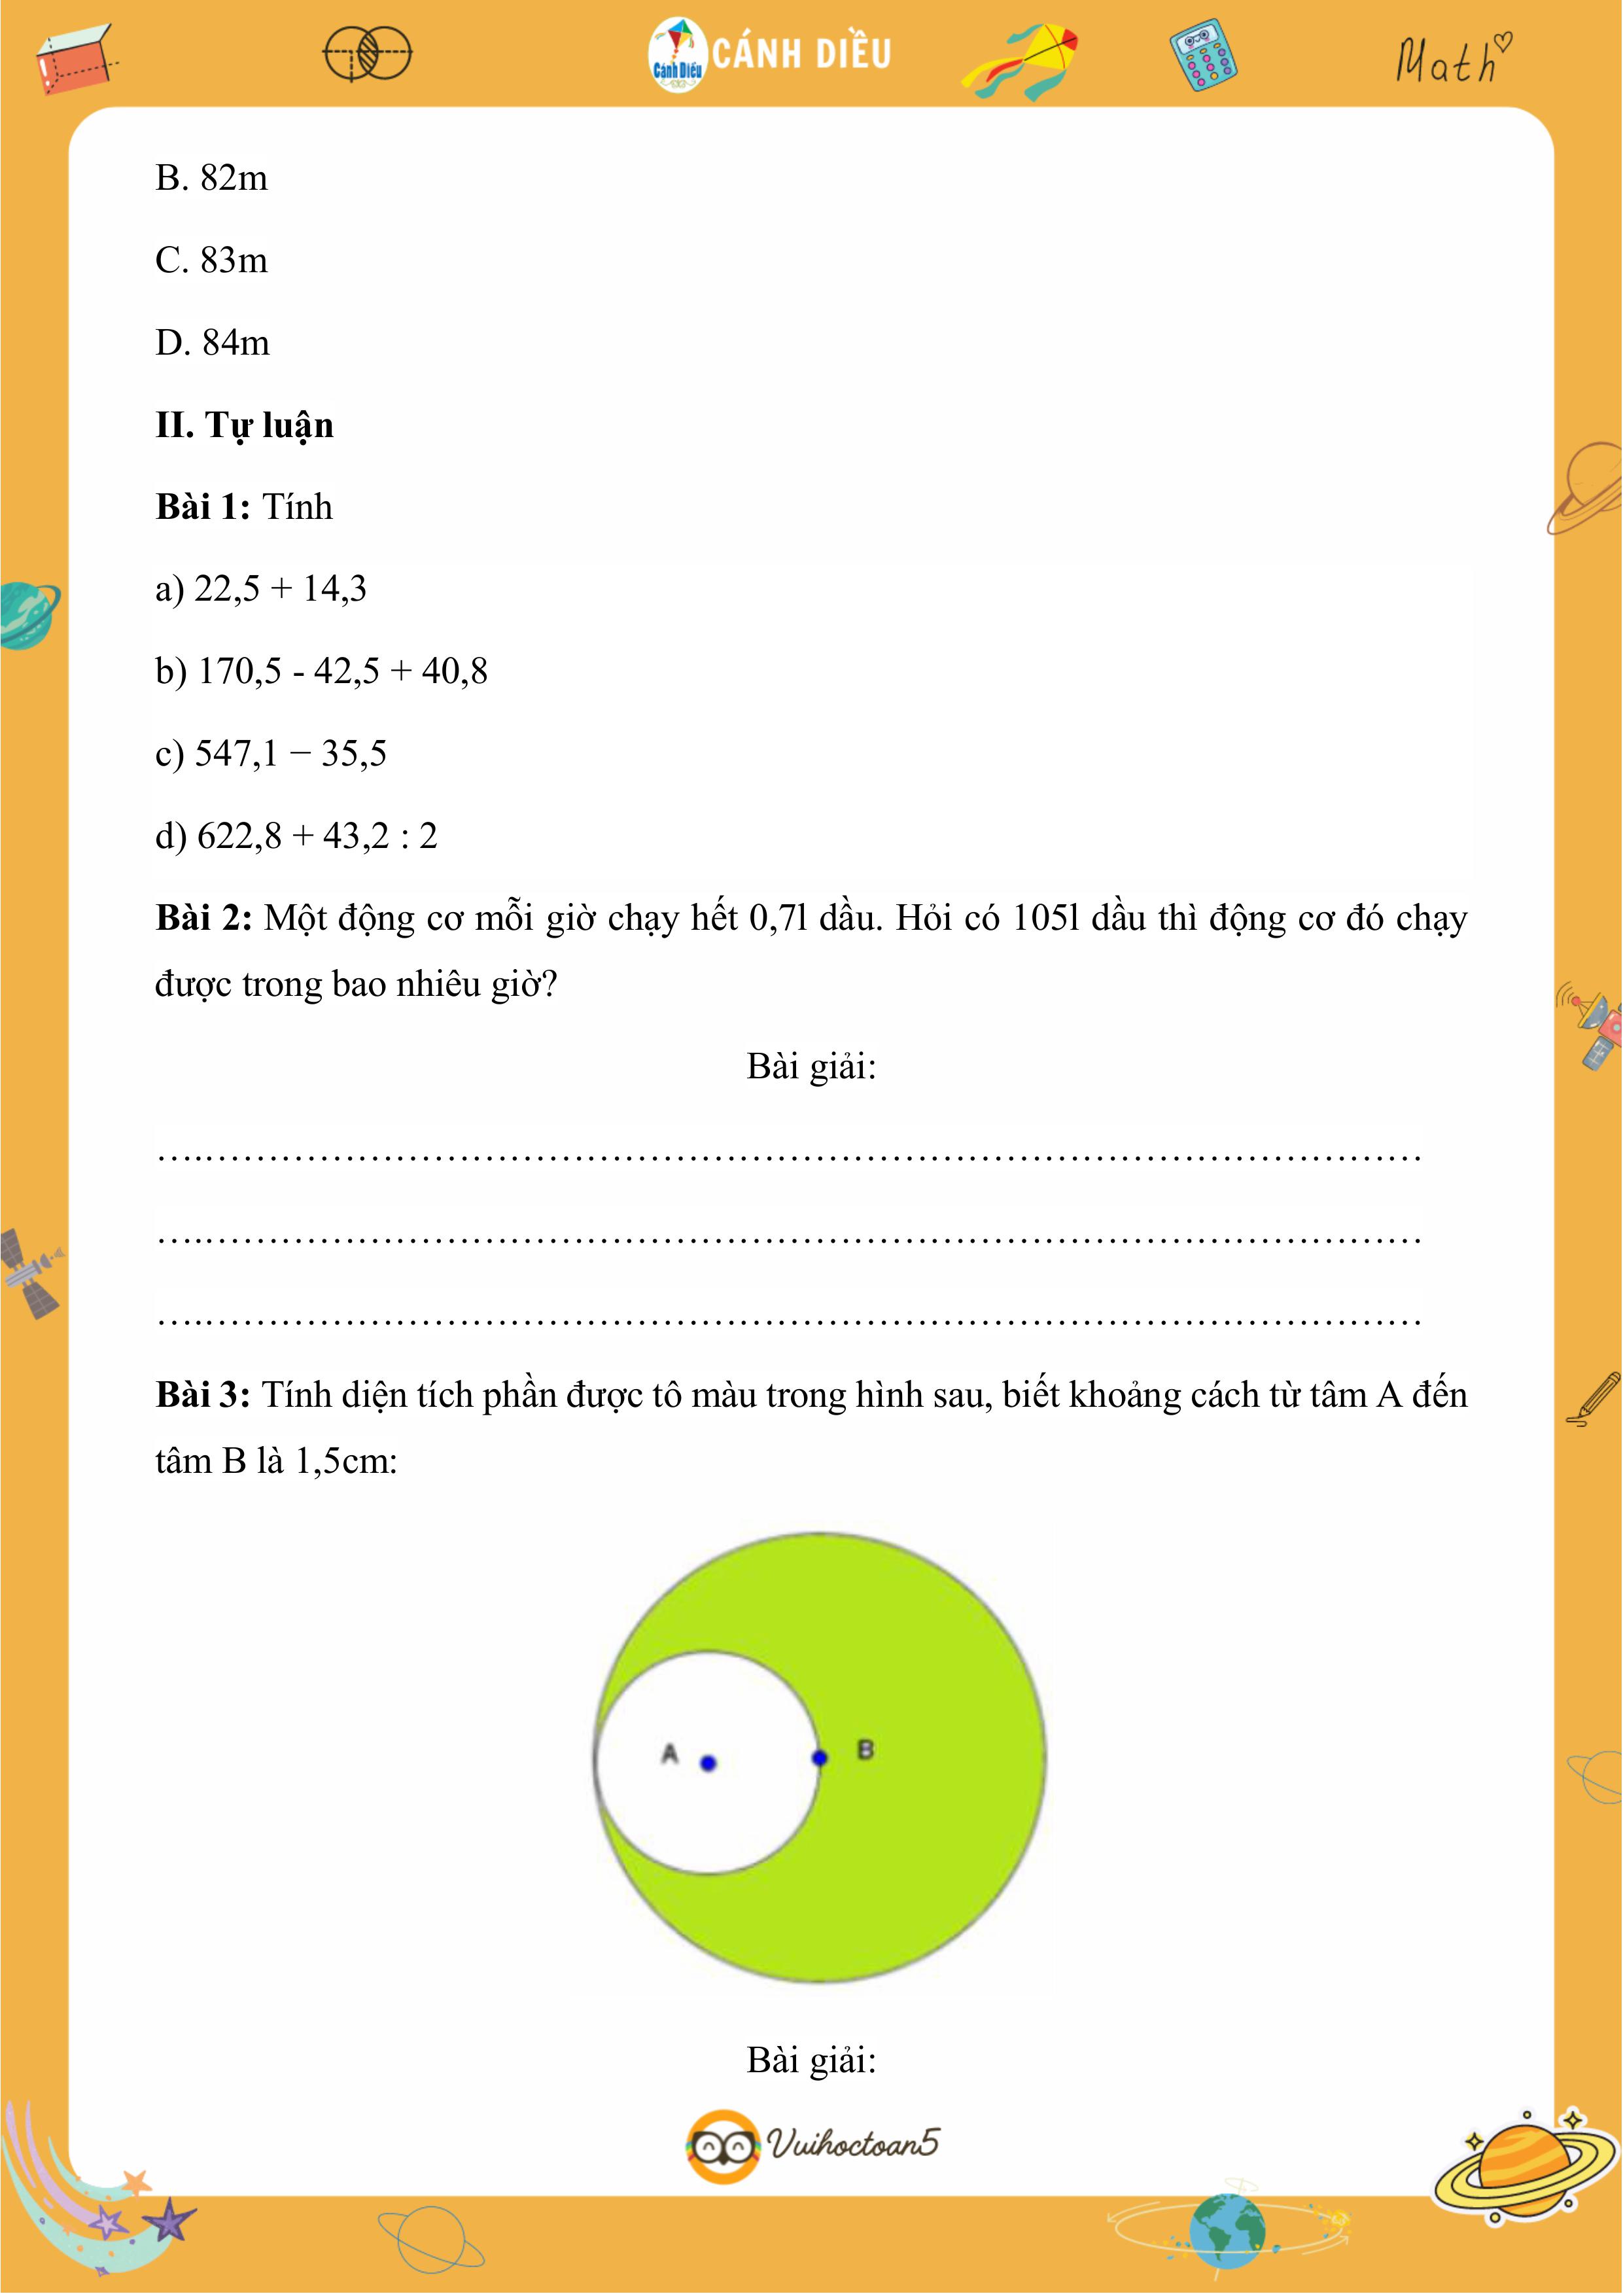 Cánh Diều
CÁNH DIỀU
Math
B. 82m
C. 83m
D. 84m
II. Tự luận
Bài 1: Tính
a) 22,5 + 14,3
b) 170,5 - 42,5 + 40,8
c) 547,1 − 35,5
d) 622,8 + 43,2 : 2
Bài 2: Một động cơ mỗi giờ chạy hết 0,7l dầu. Hỏi có 105l dầu thì động cơ đó chạy
được trong bao nhiêu giờ?
Bài giải:
Bài 3: Tính diện tích phần được tô màu trong hình sau, biết khoảng cách từ tâm A đến
tâm B là 1,5cm:
A B
Bài giải:
Vuihoctoan5